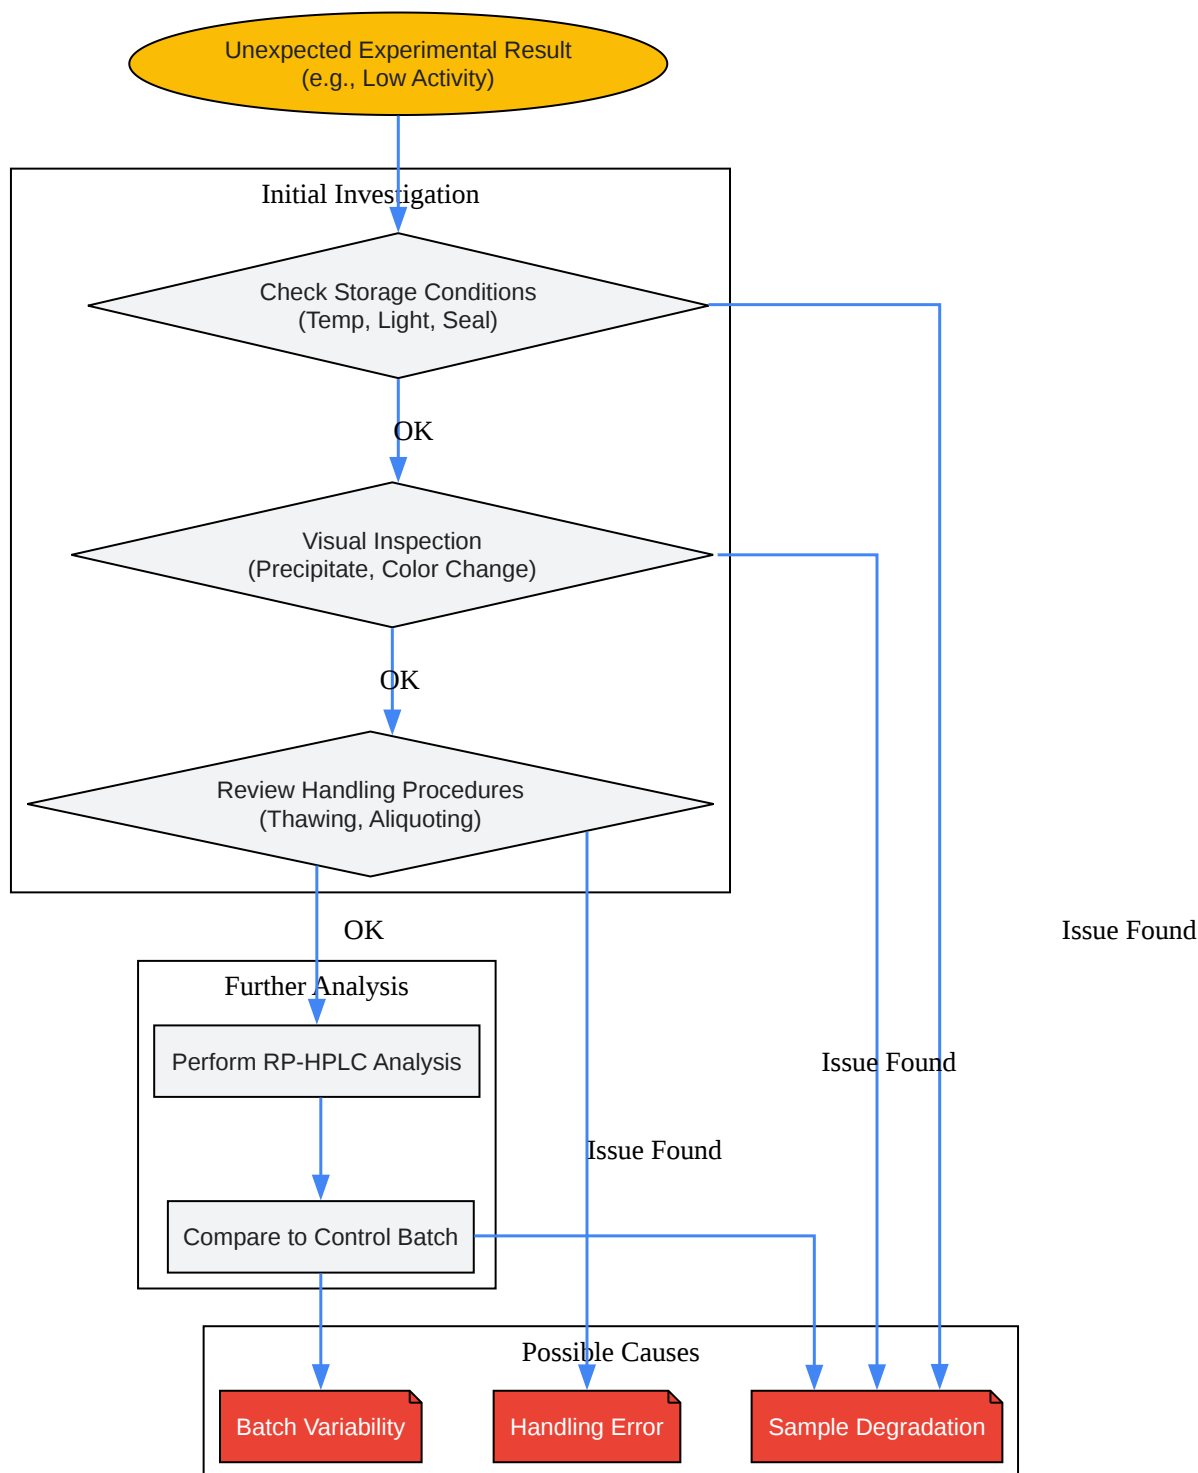 Unexpected Experimental Result
(e.g., Low Activity)
Initial Investigation
Check Storage Conditions
(Temp, Light, Seal)
OK
Visual Inspection
(Precipitate, Color Change)
OK
Review Handling Procedures
(Thawing, Aliquoting)
OK
Issue Found
Further Analysis
Perform RP-HPLC Analysis
Issue Found
Issue Found
Compare to Control Batch
Possible Causes
Batch Variability
Handling Error
Sample Degradation